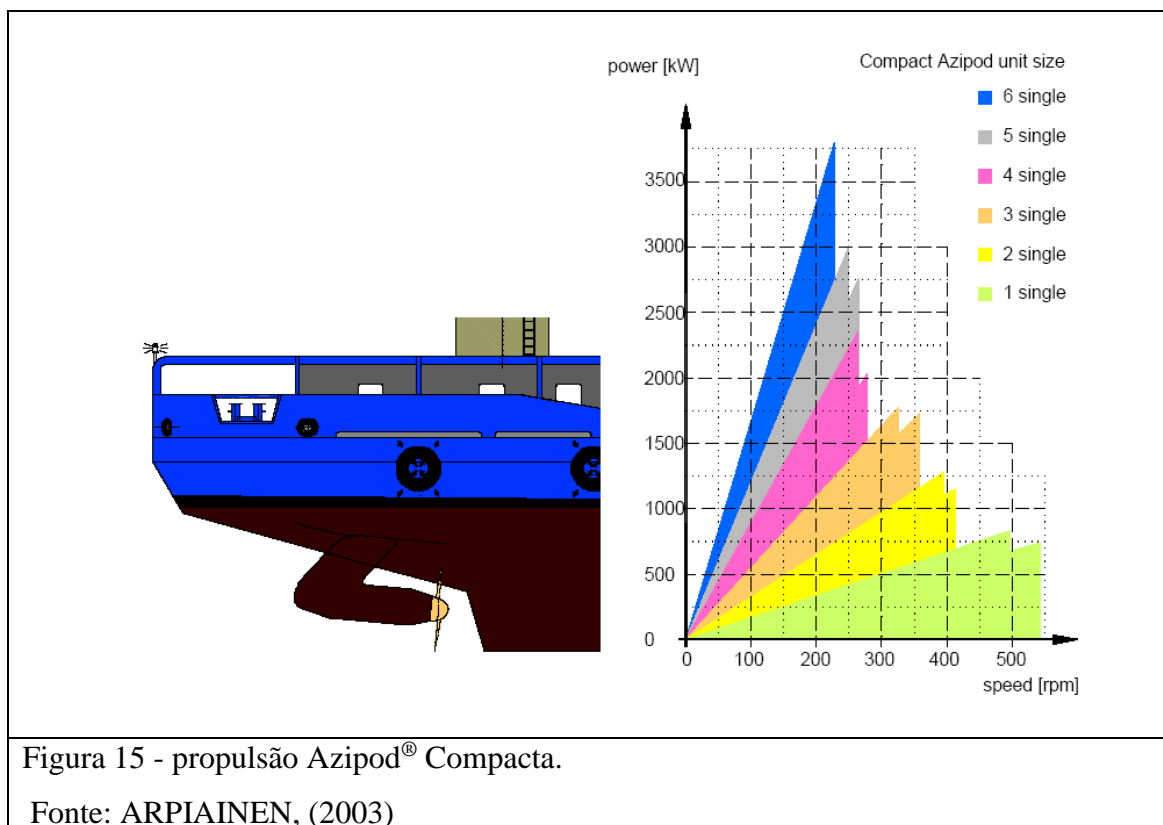 power [kW]
Compact Azipod unit size
6 single
5 single
4 single
3 single
2 single
1 single
3500
3000
2500
2000
1500
1000
500
0
0 100 200 300 400 500
speed [rpm]
Figura 15 - propulsão Azipod® Compacta.
Fonte: ARPIAINEN, (2003)